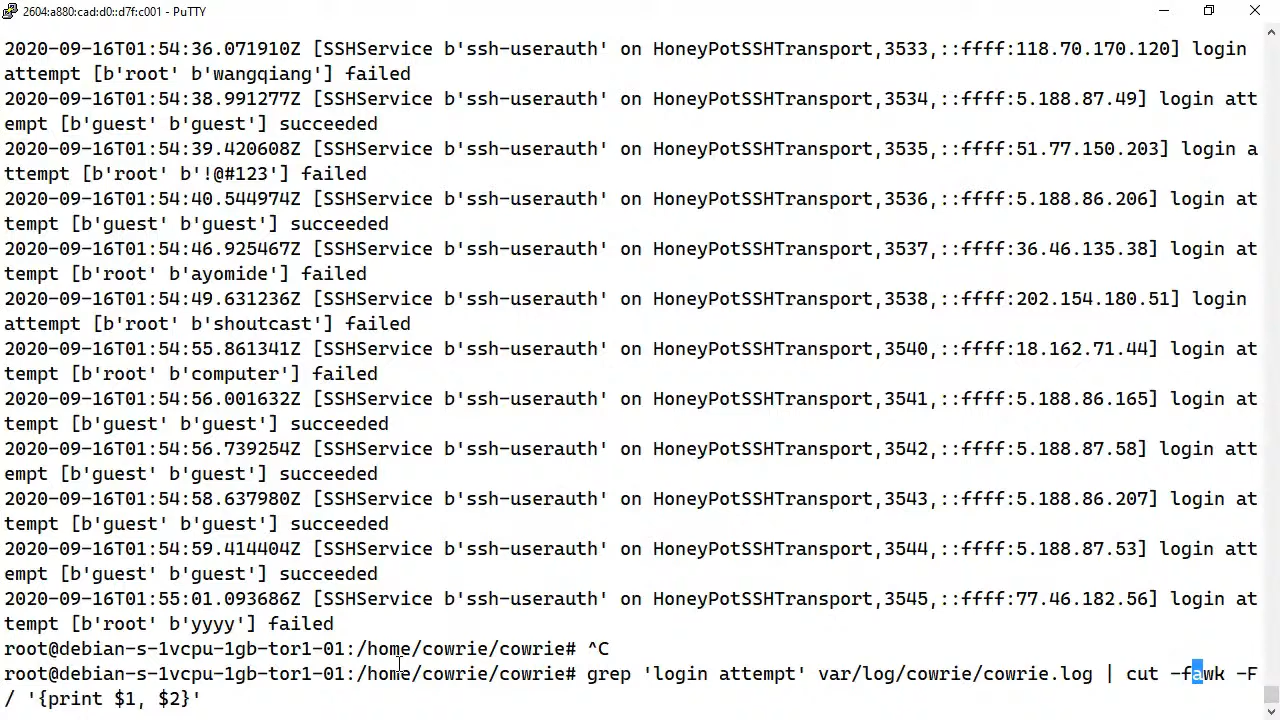 2604:a880:cad:d0::d7f:c001 - PuTTY
2020-09-16T01:54:36.071910Z [SSHService b'ssh-userauth' on HoneyPotSSHTransport,3533,::ffff:118.70.170.120] login
attempt [b'root' b'wangqiang'] failed
2020-09-16T01:54:38.991277Z [SSHService b'ssh-userauth' on HoneyPotSSHTransport,3534,::ffff:5.188.87.49] login att
empt [b'guest' b'guest'] succeeded
2020-09-16T01:54:39.420608Z [SSHService b'ssh-userauth' on HoneyPotSSHTransport,3535,::ffff:51.77.150.203] login a
ttempt [b'root' b'!@#123'] failed
2020-09-16T01:54:40.544974Z [SSHService b'ssh-userauth' on HoneyPotSSHTransport,3536,::ffff:5.188.86.206] login at
tempt [b'guest' b'guest'] succeeded
2020-09-16T01:54:46.925467Z [SSHService b'ssh-userauth' on HoneyPotSSHTransport,3537,::ffff:36.46.135.38] login at
tempt [b'root' b'ayomide'] failed
2020-09-16T01:54:49.631236Z [SSHService b'ssh-userauth' on HoneyPotSSHTransport,3538,::ffff:202.154.180.51] login
attempt [b'root' b'shoutcast'] failed
2020-09-16T01:54:55.861341Z [SSHService b'ssh-userauth' on HoneyPotSSHTransport,3540,::ffff:18.162.71.44] login at
tempt [b'root' b'computer'] failed
2020-09-16T01:54:56.001632Z [SSHService b'ssh-userauth' on HoneyPotSSHTransport,3541,::ffff:5.188.86.165] login at
tempt [b'guest' b'guest'] succeeded
2020-09-16T01:54:56.739254Z [SSHService b'ssh-userauth' on HoneyPotSSHTransport,3542,::ffff:5.188.87.58] login att
empt [b'guest' b'guest'] succeeded
2020-09-16T01:54:58.637980Z [SSHService b'ssh-userauth' on HoneyPotSSHTransport,3543,::ffff:5.188.86.207] login at
tempt [b'guest' b'guest'] succeeded
2020-09-16T01:54:59.414404Z [SSHService b'ssh-userauth' on HoneyPotSSHTransport,3544,::ffff:5.188.87.53] login att
empt [b'guest' b'guest'] succeeded
2020-09-16T01:55:01.093686Z [SSHService b'ssh-userauth' on HoneyPotSSHTransport,3545,::ffff:77.46.182.56] login at
tempt [b'root' b'yyyy'] failed
root@debian-s-1vcpu-1gb-tor1-01:/home/cowrie/cowrie# ^C
root@debian-s-1vcpu-1gb-tor1-01:/home/cowrie/cowrie# grep 'login attempt' var/log/cowrie/cowrie.log | cut -fawk -F
/ '{print $1, $2}'